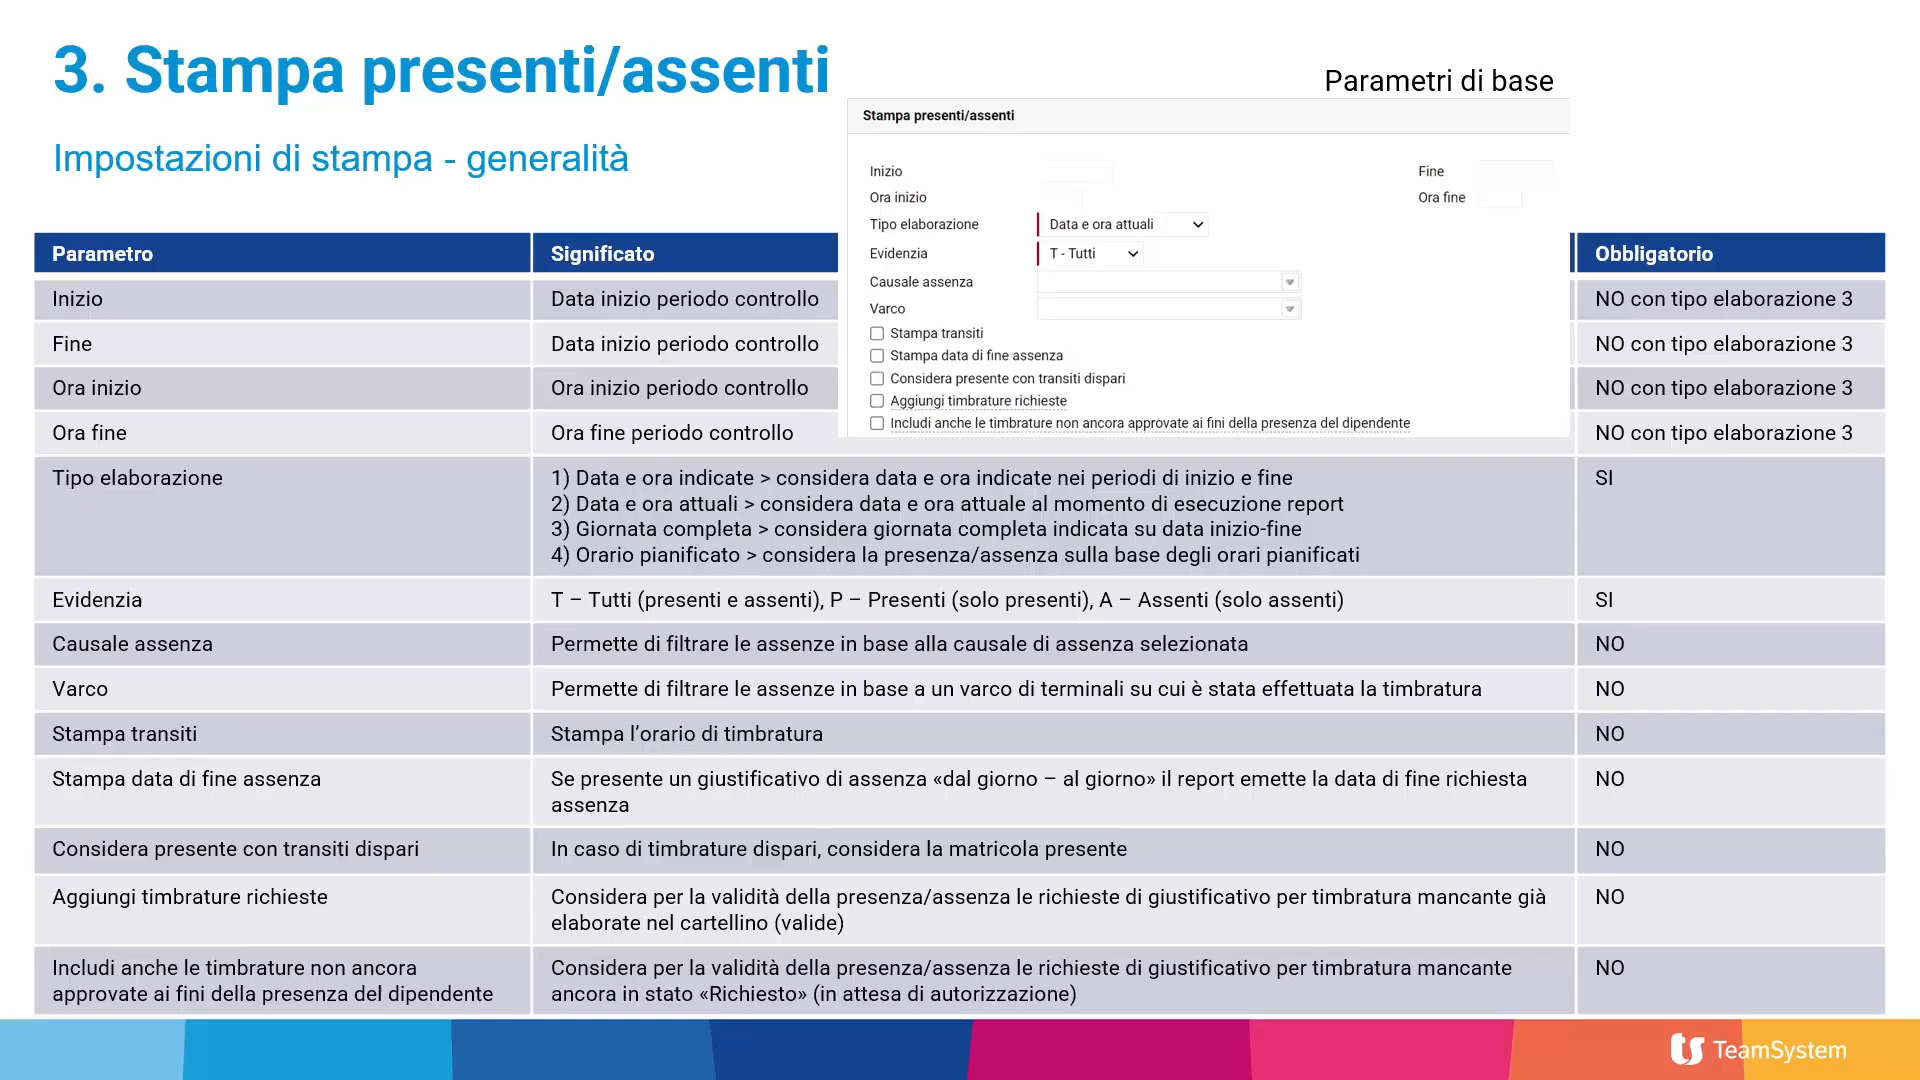 3. Stampa presenti/assenti
Parametri di base
Impostazioni di stampa - generalità
Stampa presenti/assenti
Inizio
Fine
Ora inizio
Ora fine
Tipo elaborazione
Data e ora attuali
Evidenzia
T - Tutti
Causale assenza
Varco
Stampa transiti
Stampa data di fine assenza
Considera presente con transiti dispari
Aggiungi timbrature richieste
Includi anche le timbrature non ancora approvate ai fini della presenza del dipendente
Parametro
Significato
Obbligatorio
Inizio
Data inizio periodo controllo
NO con tipo elaborazione 3
Fine
Data inizio periodo controllo
NO con tipo elaborazione 3
Ora inizio
Ora inizio periodo controllo
NO con tipo elaborazione 3
Ora fine
Ora fine periodo controllo
NO con tipo elaborazione 3
Tipo elaborazione
1) Data e ora indicate > considera data e ora indicate nei periodi di inizio e fine
2) Data e ora attuali > considera data e ora attuale al momento di esecuzione report
3) Giornata completa > considera giornata completa indicata su data inizio-fine
4) Orario pianificato > considera la presenza/assenza sulla base degli orari pianificati
SI
Evidenzia
T – Tutti (presenti e assenti), P – Presenti (solo presenti), A – Assenti (solo assenti)
SI
Causale assenza
Permette di filtrare le assenze in base alla causale di assenza selezionata
NO
Varco
Permette di filtrare le assenze in base a un varco di terminali su cui è stata effettuata la timbratura
NO
Stampa transiti
Stampa l’orario di timbratura
NO
Stampa data di fine assenza
Se presente un giustificativo di assenza «dal giorno – al giorno» il report emette la data di fine richiesta
assenza
NO
Considera presente con transiti dispari
In caso di timbrature dispari, considera la matricola presente
NO
Aggiungi timbrature richieste
Considera per la validità della presenza/assenza le richieste di giustificativo per timbratura mancante già
elaborate nel cartellino (valide)
NO
Includi anche le timbrature non ancora
approvate ai fini della presenza del dipendente
Considera per la validità della presenza/assenza le richieste di giustificativo per timbratura mancante
ancora in stato «Richiesto» (in attesa di autorizzazione)
NO
TeamSystem